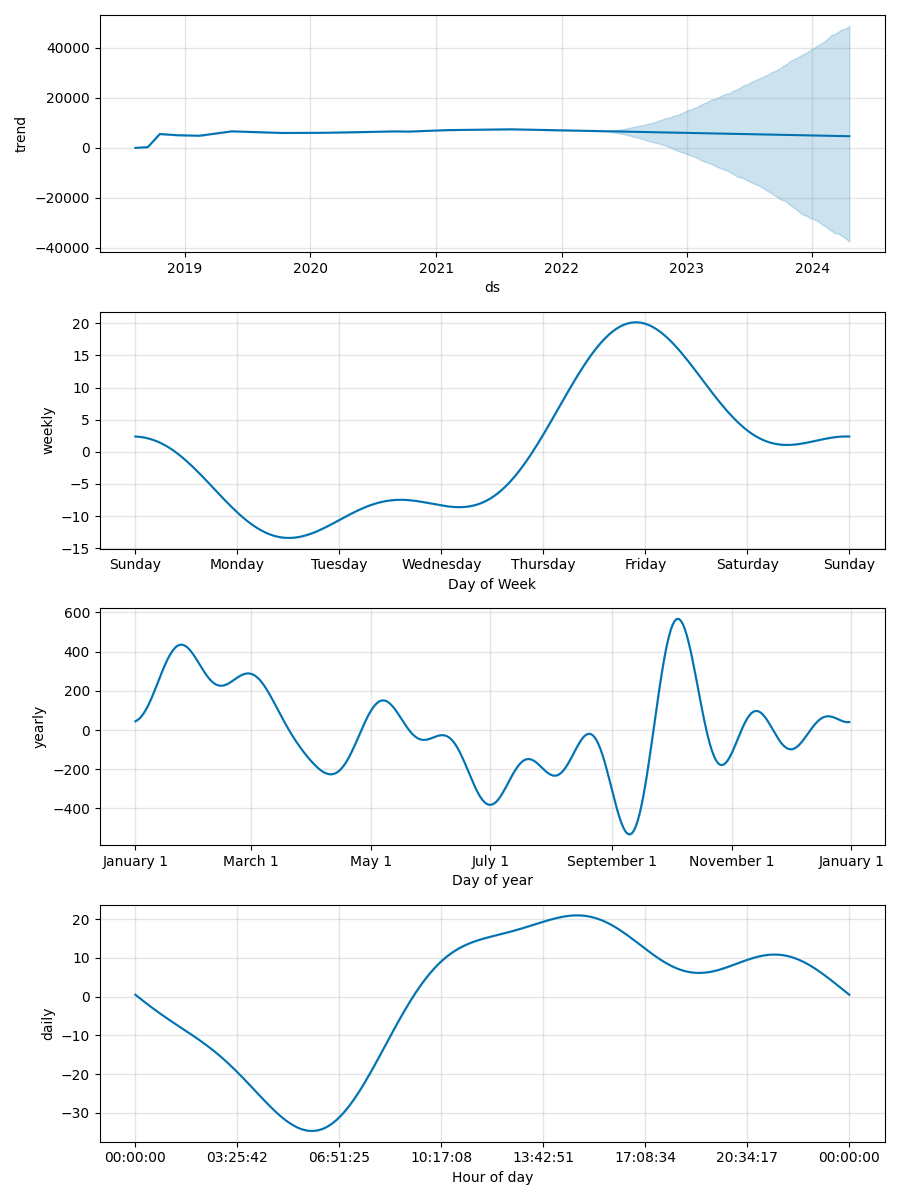 trend
40000
20000
0
−20000
−40000
2019 2020 2021 2022 2023 2024
ds
weekly
20
15
10
5
0
−5
−10
−15
Sunday Monday Tuesday Wednesday Thursday Friday Saturday Sunday
Day of Week
yearly
600
400
200
0
−200
−400
January 1 March 1 May 1 July 1 September 1 November 1 January 1
Day of year
daily
20
10
0
−10
−20
−30
00:00:00 03:25:42 06:51:25 10:17:08 13:42:51 17:08:34 20:34:17 00:00:00
Hour of day